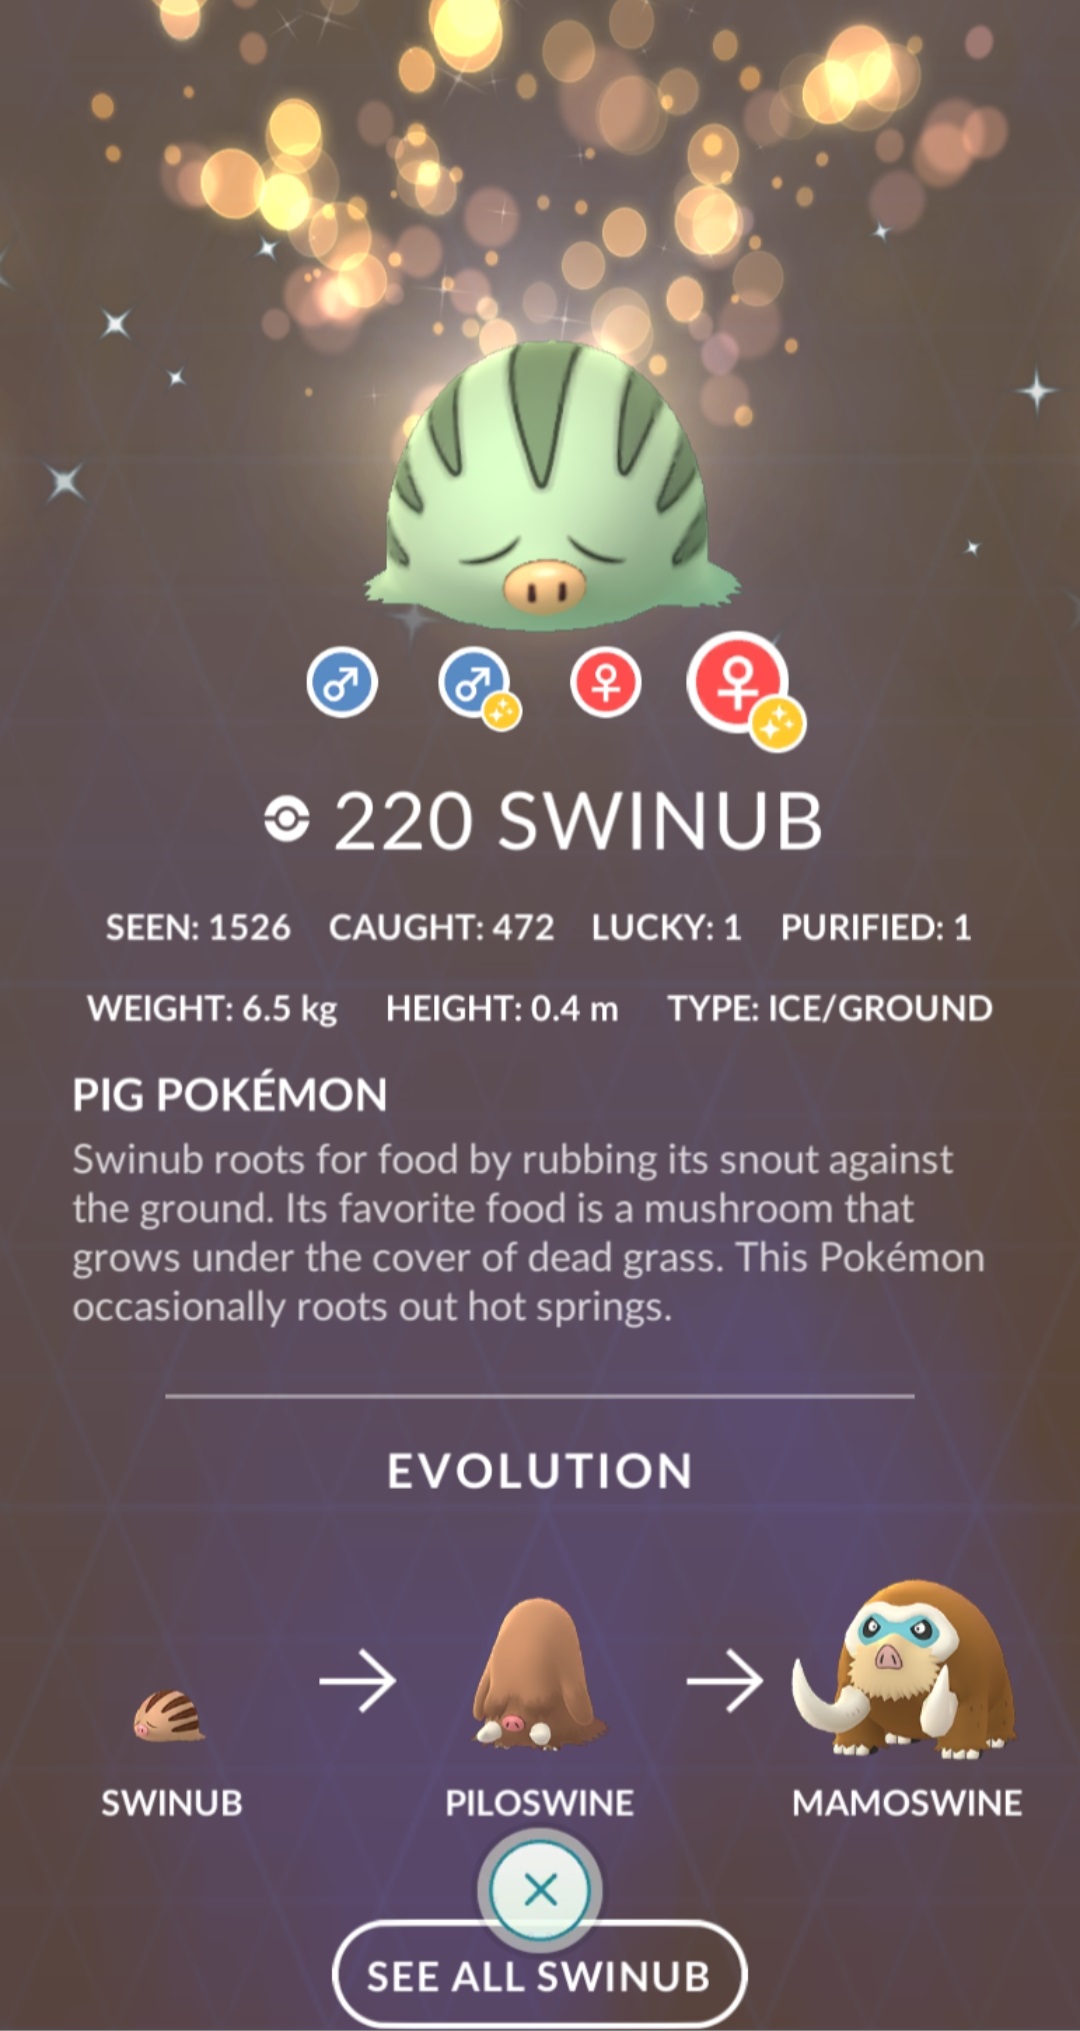 220 SWINUB
SEEN: 1526 CAUGHT: 472 LUCKY: 1 PURIFIED: 1
WEIGHT: 6.5 kg HEIGHT: 0.4 m TYPE: ICE/GROUND
PIG POKÉMON
Swinub roots for food by rubbing its snout against
the ground. Its favorite food is a mushroom that
grows under the cover of dead grass. This Pokémon
occasionally roots out hot springs.
EVOLUTION
SWINUB PILOSWINE MAMOSWINE
SEE ALL SWINUB